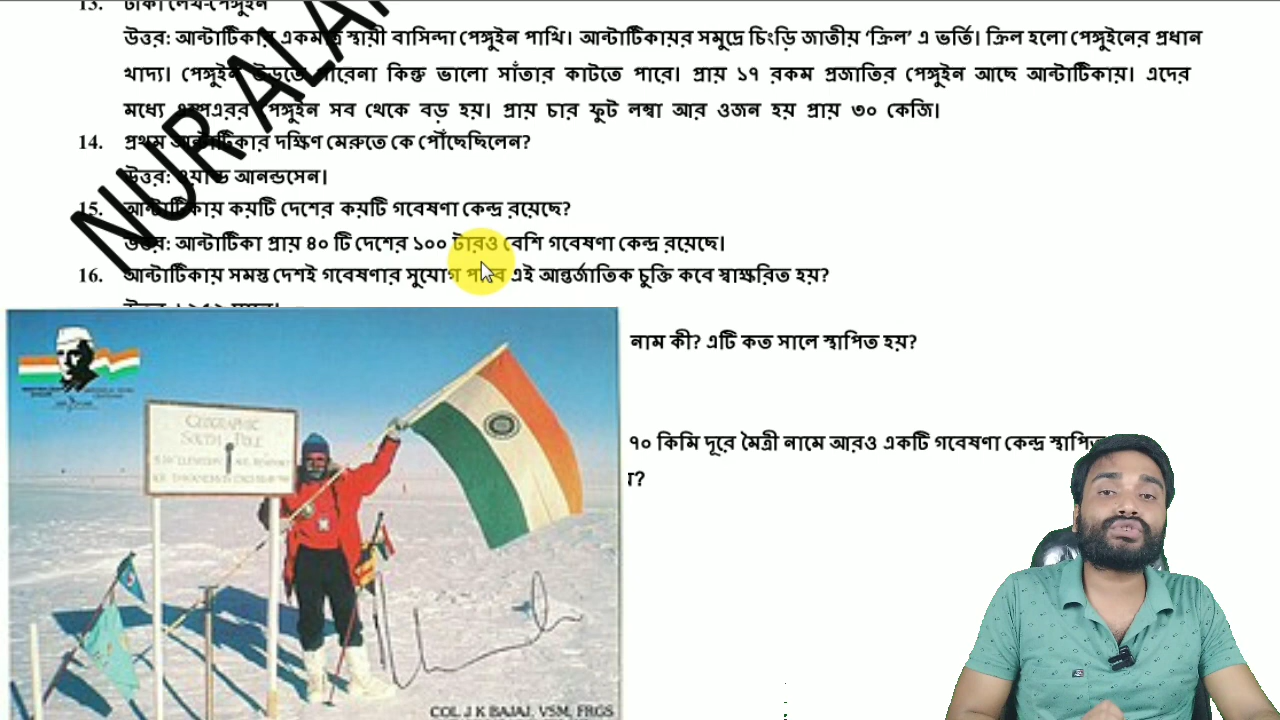 13. টীকা লেখ-পেঙ্গুইন
উত্তর: আন্টার্টিকার একমাত্র স্থায়ী বাসিন্দা পেঙ্গুইন পাখি। আন্টার্টিকায়র সমুদ্রে চিংড়ি জাতীয় ‘ক্রিল’ এ ভর্তি। ক্রিল হলো পেঙ্গুইনের প্রধান
খাদ্য। পেঙ্গুইন উড়তে পারেনা কিন্তু ভালো সাঁতার কাটতে পারে। প্রায় ১৭ রকম প্রজাতির পেঙ্গুইন আছে আন্টার্টিকায়। এদের
মধ্যে পেঙ্গুইন সব থেকে বড় হয়। প্রায় চার ফুট লম্বা আর ওজন হয় প্রায় ৩০ কেজি।
14. প্রথম আন্টার্টিকার দক্ষিণ মেরুতে কে পৌঁছেছিলেন?
উত্তর: আনন্ডসেন।
15. আন্টার্টিকায় কয়টি দেশের কয়টি গবেষণা কেন্দ্র রয়েছে?
উত্তর: আন্টার্টিকা প্রায় ৪০ টি দেশের ১০০ টারও বেশি গবেষণা কেন্দ্র রয়েছে।
16. আন্টার্টিকায় সমস্ত দেশই গবেষণার সুযোগ পাবে এই আন্তর্জাতিক চুক্তি কবে স্বাক্ষরিত হয়?
নাম কী? এটি কত সালে স্থাপিত হয়?
৭০ কিমি দূরে মৈত্রী নামে আরও একটি গবেষণা কেন্দ্র স্থাপিত
NUR ALAM
GEOGRAPHIC
SOUTH POLE
COL J K BAJAJ, VSM, FRGS